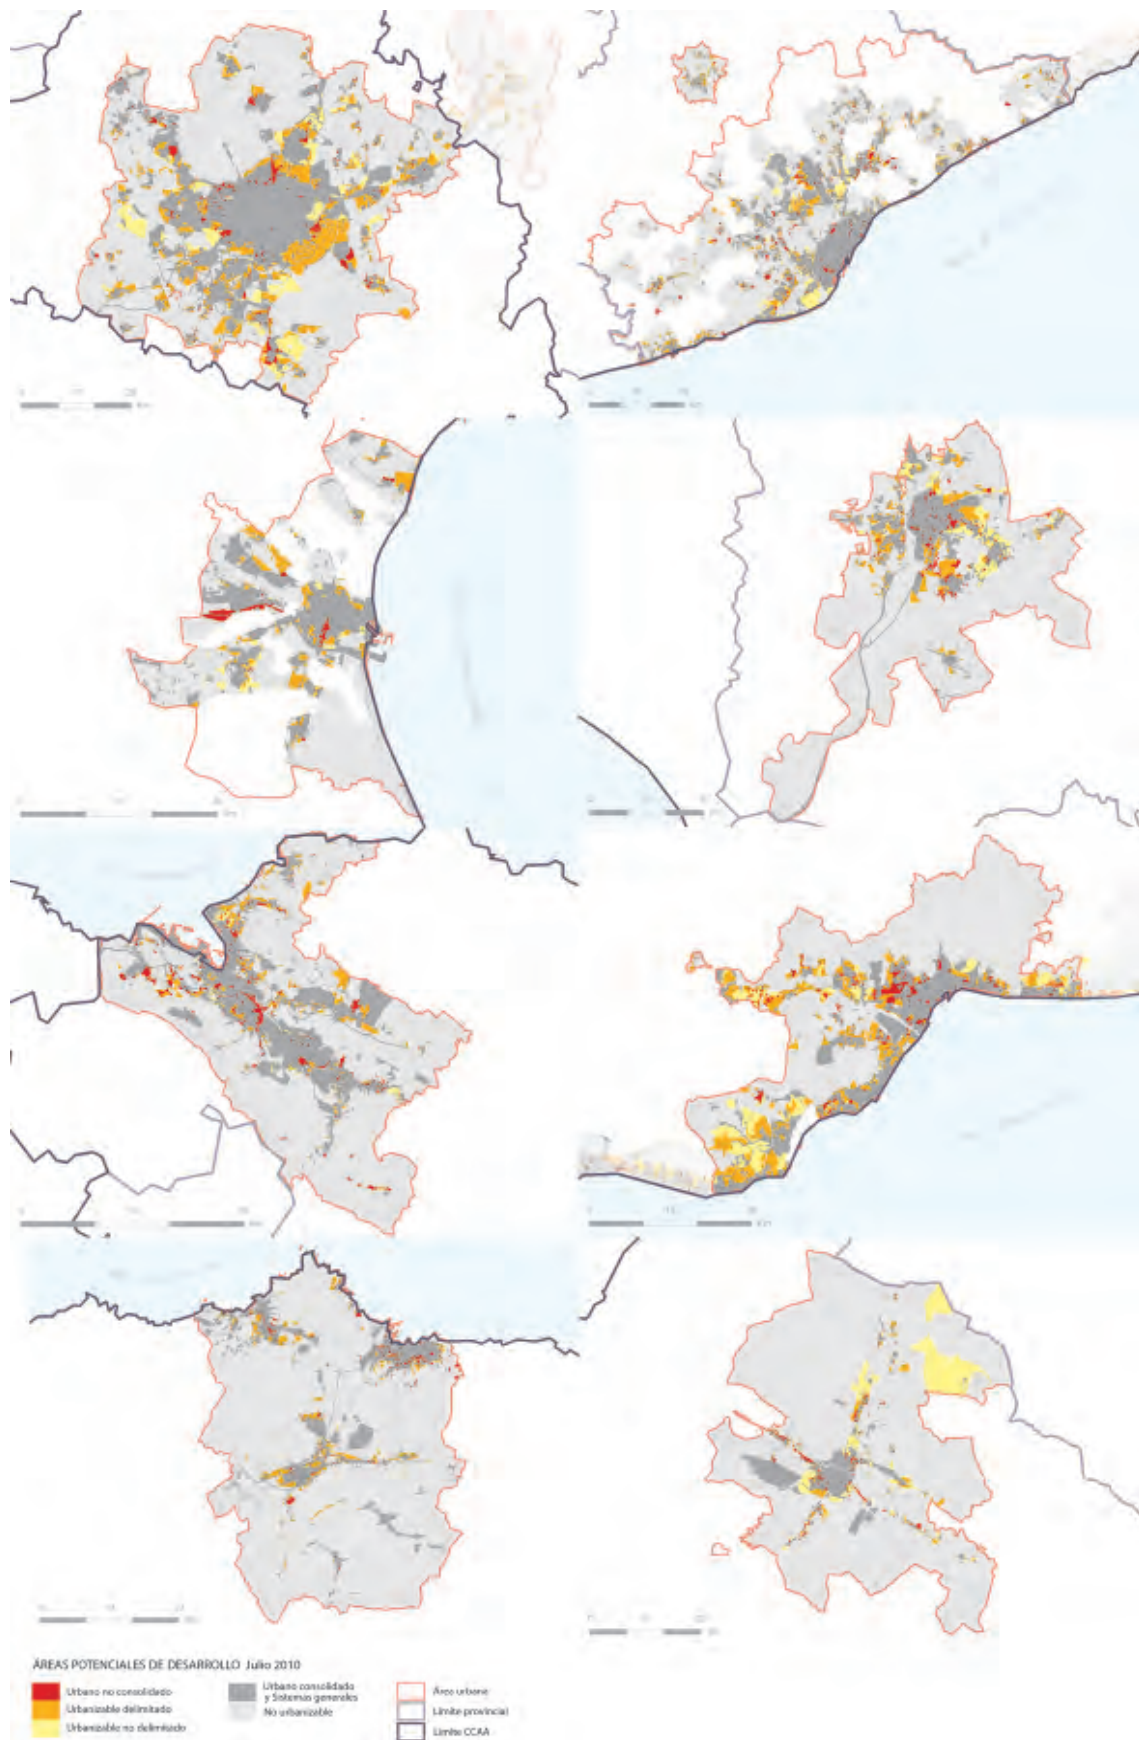 ÁREAS POTENCIALES DE DESARROLLO Julio 2010
Urbano no consolidado
Urbanizable delimitado
Urbanizable no delimitado
Urbano consolidado
y Sistemas generales
No urbanizable
Área urbana
Límite provincial
Límite CCAA